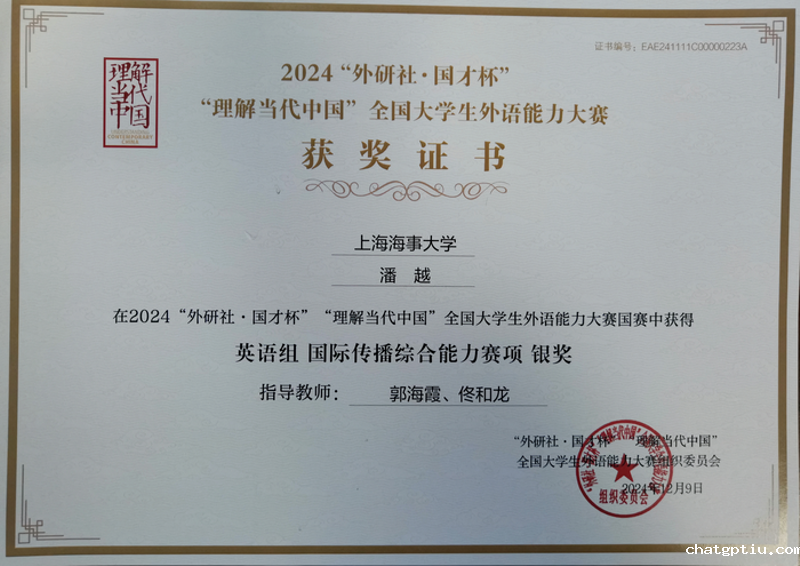 证书编号：EAE241111C00000223A
理解
当代
中国
UNDERSTANDING
CONTEMPORARY
CHINA
2024“外研社·国才杯”
“理解当代中国”全国大学生外语能力大赛
获奖证书
上海海事大学
潘 越
在2024“外研社·国才杯”“理解当代中国”全国大学生外语能力大赛国赛中获得
英语组 国际传播综合能力赛项 银奖
指导教师： 郭海霞、佟和龙
“外研社·国才杯”“理解当代中国”
全国大学生外语能力大赛组织委员会
2024年12月9日
组织委员会
chatgptiu.com